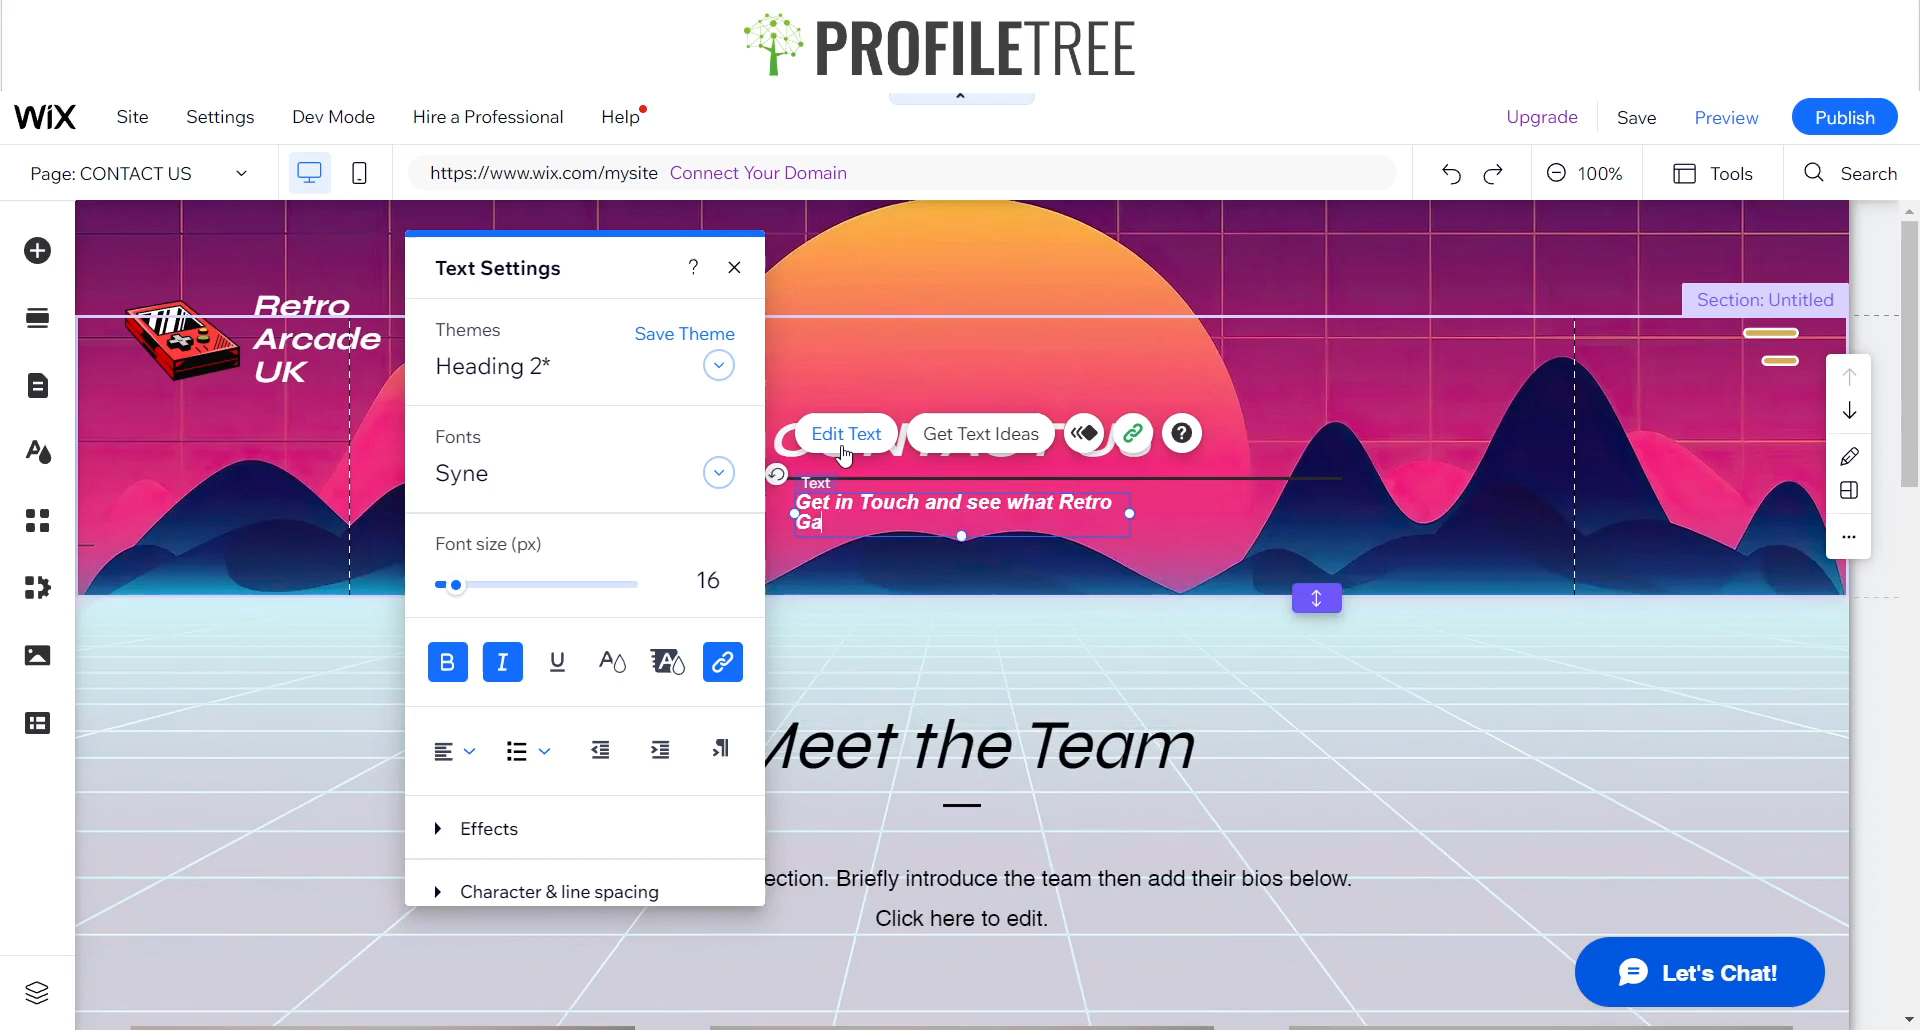 PROFILETREE
WiX Site Settings Dev Mode Hire a Professional Help Upgrade Save Preview Publish
Page: CONTACT US https://www.wix.com/mysite Connect Your Domain 100% Tools Search
Text Settings ?
Section: Untitled
Retro
Arcade
UK
Themes Save Theme
Heading 2*
Fonts
Syne
Edit Text Get Text Ideas ?
CONTACT US
Text
Get in Touch and see what Retro
Ga
Font size (px)
16
B I U A A
Meet the Team
Effects
Character & line spacing
ection. Briefly introduce the team then add their bios below.
Click here to edit.
Let's Chat!